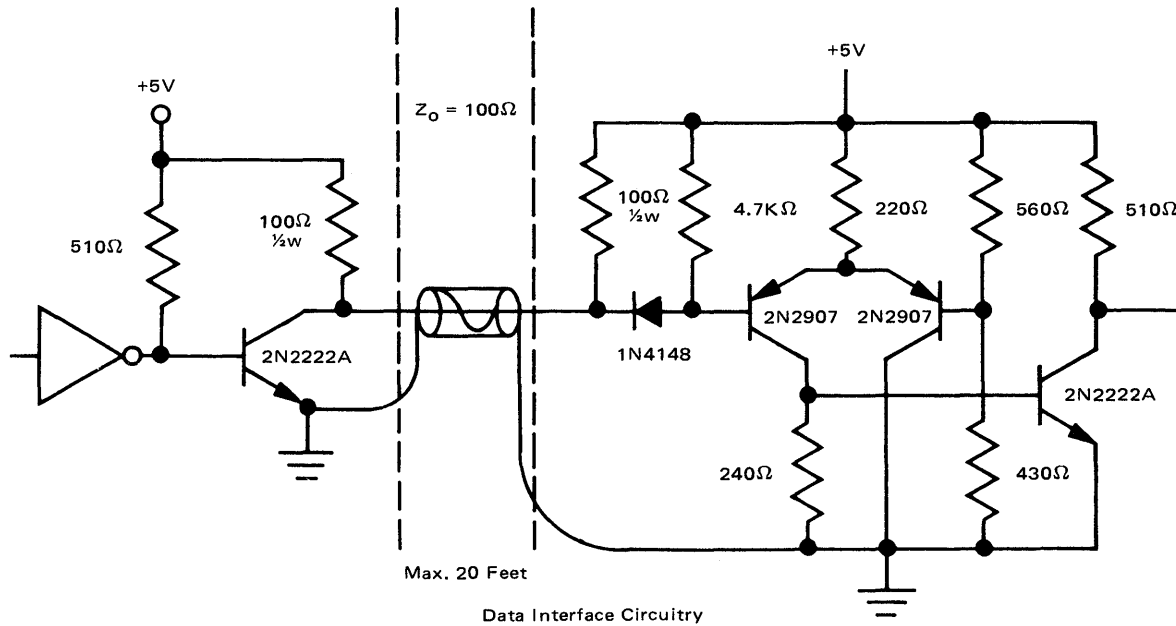 +5V
+5V
Z₀ = 100Ω
510Ω
100Ω
½w
100Ω
½w
4.7KΩ
220Ω
560Ω
510Ω
2N2222A
1N4148
2N2907
2N2907
2N2222A
240Ω
430Ω
Max. 20 Feet
Data Interface Circuitry